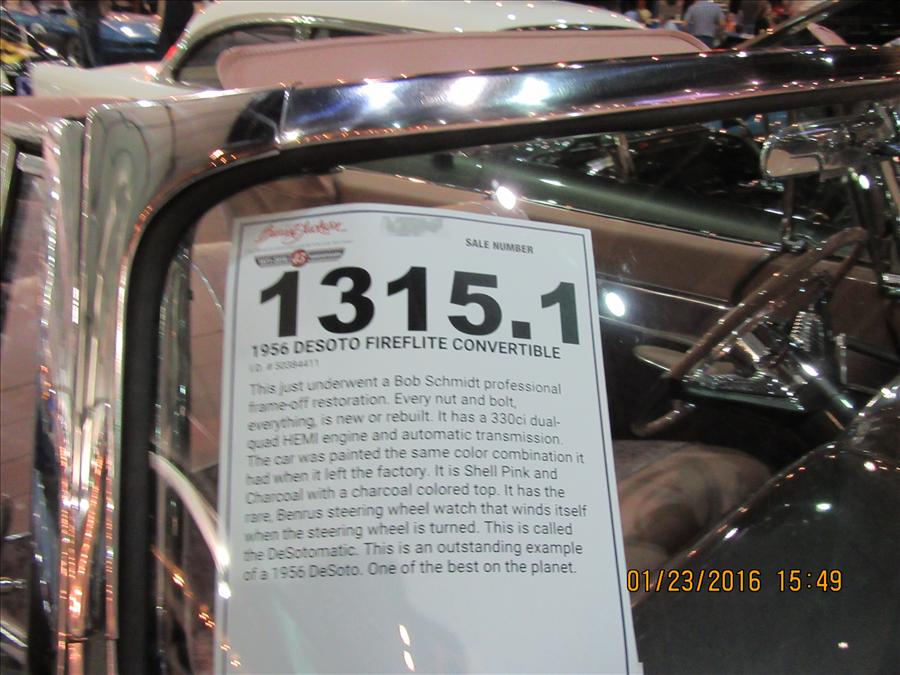 Barrett-Jackson
45
SALE NUMBER
1315.1
1956 DESOTO FIREFLITE CONVERTIBLE
I.D. # 50384411
This just underwent a Bob Schmidt professional
frame-off restoration. Every nut and bolt,
everything, is new or rebuilt. It has a 330ci dual-
quad HEMI engine and automatic transmission.
The car was painted the same color combination it
had when it left the factory. It is Shell Pink and
Charcoal with a charcoal colored top. It has the
rare, Benrus steering wheel watch that winds itself
when the steering wheel is turned. This is called
the DeSotomatic. This is an outstanding example
of a 1956 DeSoto. One of the best on the planet.
01/23/2016 15:49